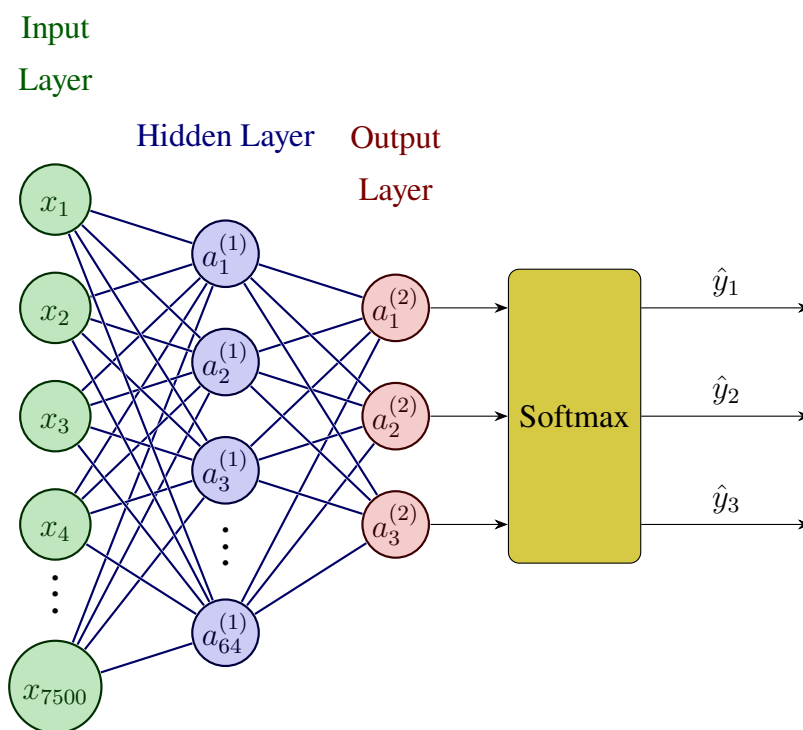 Input
Layer
Hidden Layer
Output
Layer
x₁
x₂
x₃
x₄
⋮
x₇₅₀₀
a₁⁽¹⁾
a₂⁽¹⁾
a₃⁽¹⁾
⋮
a₆₄⁽¹⁾
a₁⁽²⁾
a₂⁽²⁾
a₃⁽²⁾
Softmax
ŷ₁
ŷ₂
ŷ₃